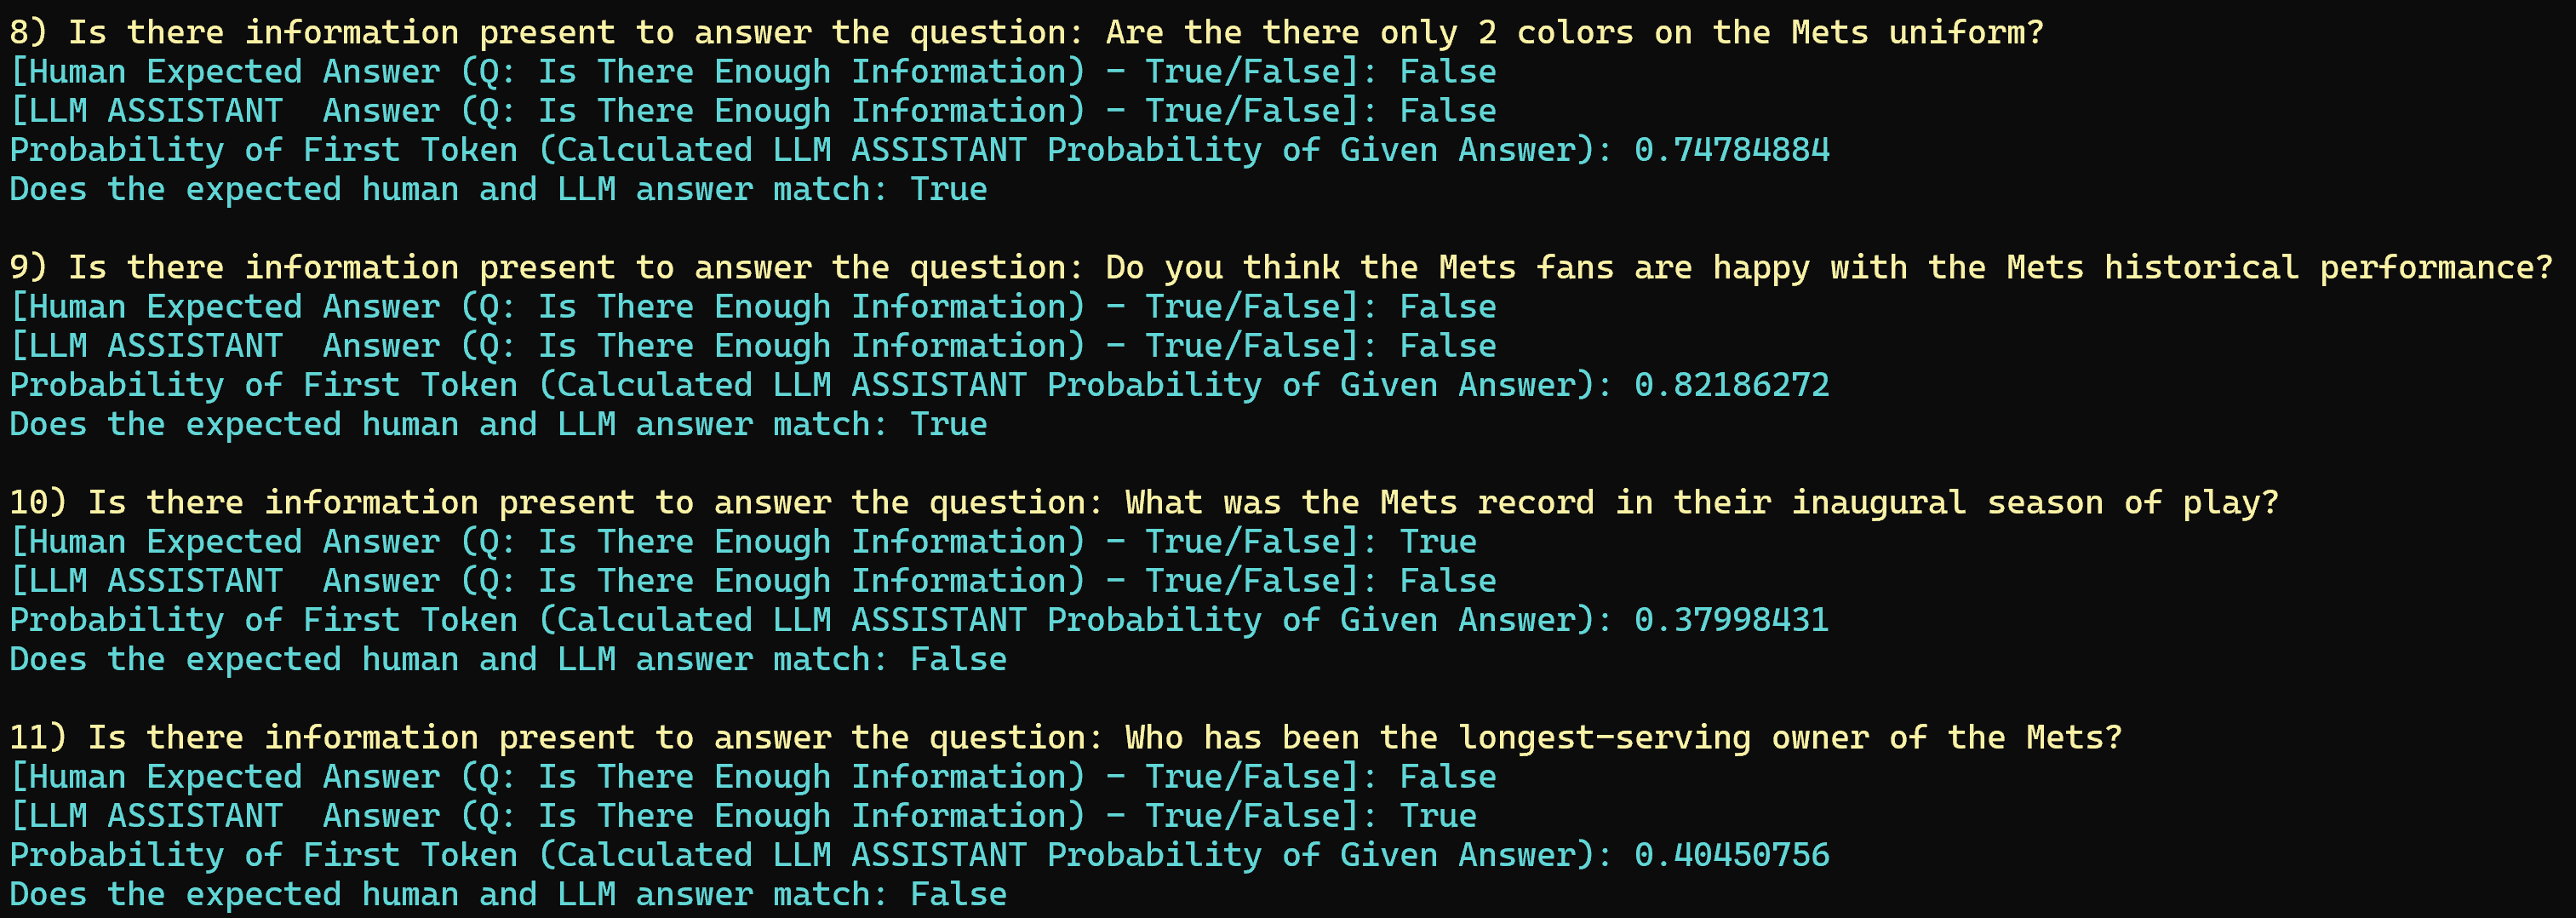 8) Is there information present to answer the question: Are the there only 2 colors on the Mets uniform?
[Human Expected Answer (Q: Is There Enough Information) - True/False]: False
[LLM ASSISTANT  Answer (Q: Is There Enough Information) - True/False]: False
Probability of First Token (Calculated LLM ASSISTANT Probability of Given Answer): 0.74784884
Does the expected human and LLM answer match: True

9) Is there information present to answer the question: Do you think the Mets fans are happy with the Mets historical performance?
[Human Expected Answer (Q: Is There Enough Information) - True/False]: False
[LLM ASSISTANT  Answer (Q: Is There Enough Information) - True/False]: False
Probability of First Token (Calculated LLM ASSISTANT Probability of Given Answer): 0.82186272
Does the expected human and LLM answer match: True

10) Is there information present to answer the question: What was the Mets record in their inaugural season of play?
[Human Expected Answer (Q: Is There Enough Information) - True/False]: True
[LLM ASSISTANT  Answer (Q: Is There Enough Information) - True/False]: False
Probability of First Token (Calculated LLM ASSISTANT Probability of Given Answer): 0.37998431
Does the expected human and LLM answer match: False

11) Is there information present to answer the question: Who has been the longest-serving owner of the Mets?
[Human Expected Answer (Q: Is There Enough Information) - True/False]: False
[LLM ASSISTANT  Answer (Q: Is There Enough Information) - True/False]: True
Probability of First Token (Calculated LLM ASSISTANT Probability of Given Answer): 0.40450756
Does the expected human and LLM answer match: False